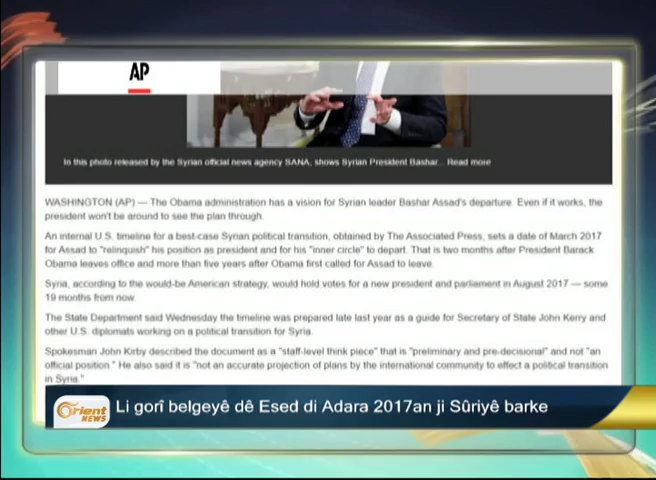 AP
In this photo released by the Syrian official news agency SANA, shows Syrian President Bashar... Read more
WASHINGTON (AP) — The Obama administration has a vision for Syrian leader Bashar Assad's departure. Even if it works, the
president won't be around to see the plan through.
An internal U.S. timeline for a best-case Syrian political transition, obtained by The Associated Press, sets a date of March 2017
for Assad to "relinquish" his position as president and for his "inner circle" to depart. That is two months after President Barack
Obama leaves office and more than five years after Obama first called for Assad to leave.
Syria, according to the would-be American strategy, would hold votes for a new president and parliament in August 2017 — some
19 months from now.
The State Department said Wednesday the timeline was prepared late last year as a guide for Secretary of State John Kerry and
other U.S. diplomats working on a political transition for Syria.
Spokesman John Kirby described the document as a "staff-level think piece" that is "preliminary and pre-decisional" and not "an
official position." He also said it is "not an accurate projection of plans by the international community to effect a political transition
in Syria."
Orient
NEWS
Li gorî belgeyê dê Esed di Adara 2017an ji Sûriyê barke